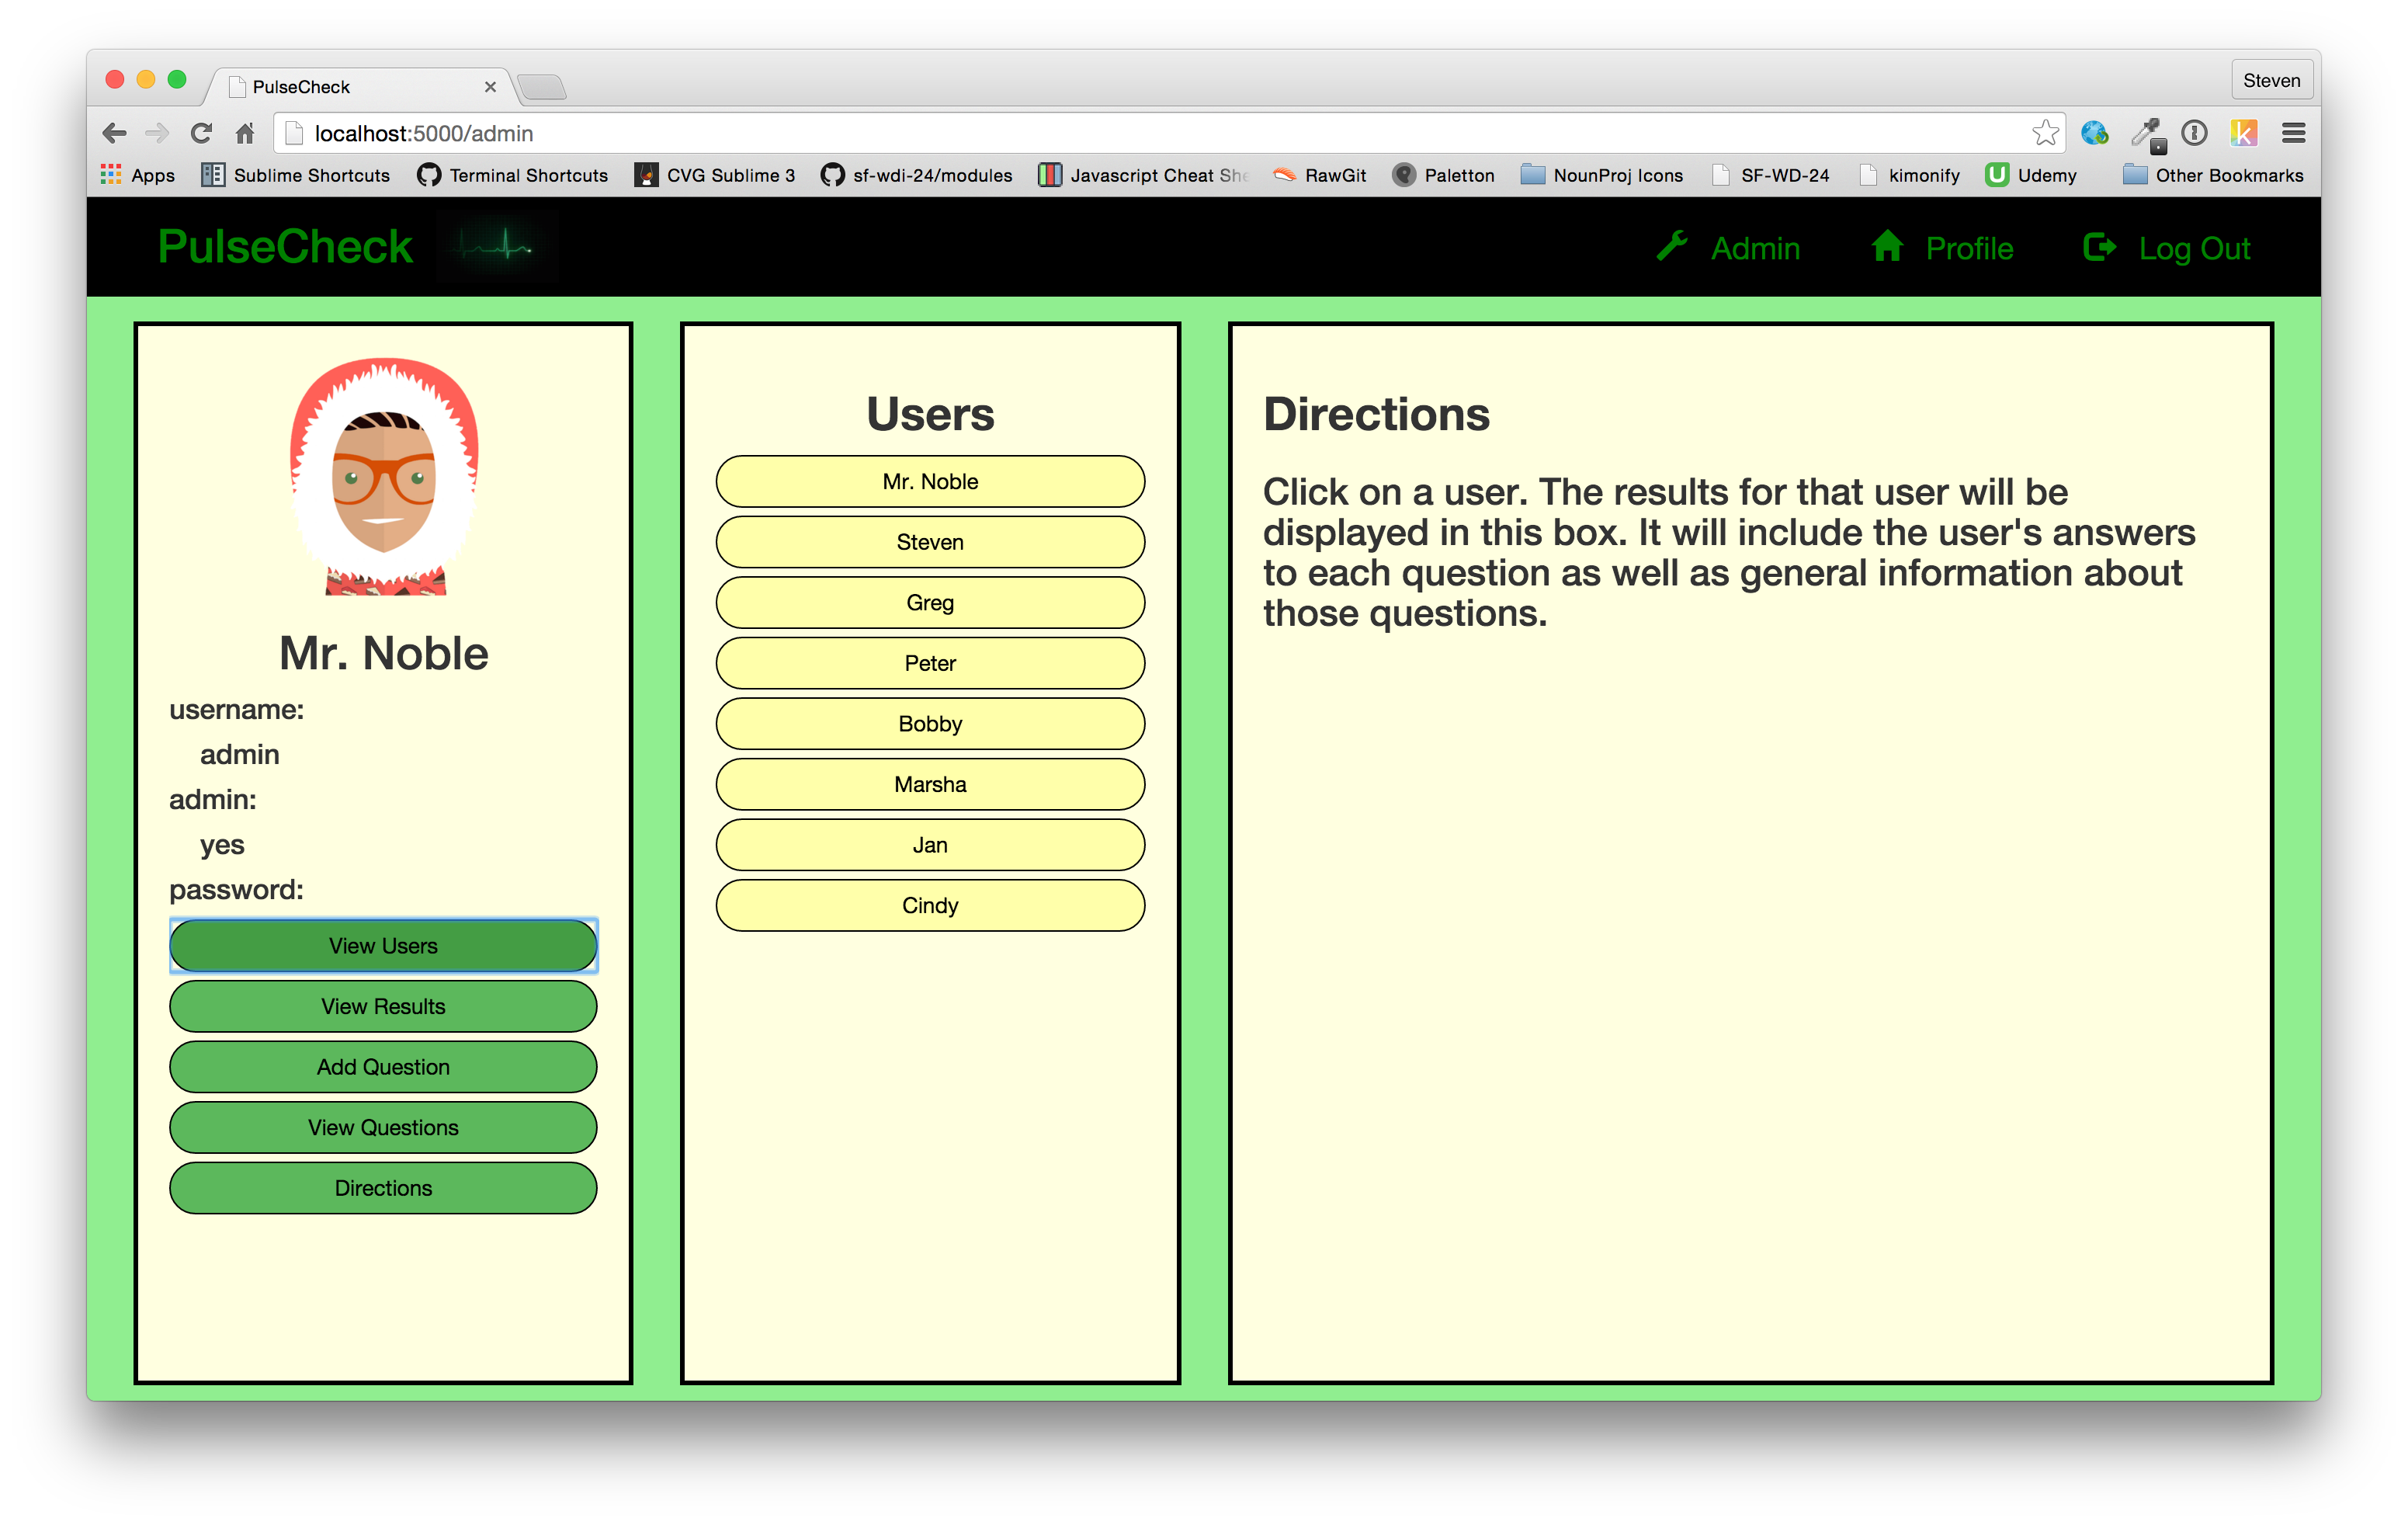 PulseCheck
Steven
localhost:5000/admin
Apps
Sublime Shortcuts
Terminal Shortcuts
CVG Sublime 3
sf-wdi-24/modules
Javascript Cheat She
RawGit
Paletton
NounProj Icons
SF-WD-24
kimonify
Udemy
Other Bookmarks
PulseCheck
Admin
Profile
Log Out
Mr. Noble
username:
admin
admin:
yes
password:
View Users
View Results
Add Question
View Questions
Directions
Users
Mr. Noble
Steven
Greg
Peter
Bobby
Marsha
Jan
Cindy
Directions
Click on a user. The results for that user will be
displayed in this box. It will include the user's answers
to each question as well as general information about
those questions.